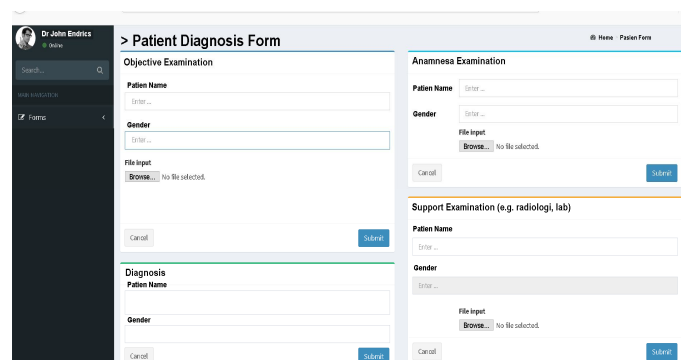 Dr John Endrics
Online
Search...
MAIN NAVIGATION
Forms
> Patient Diagnosis Form
Home Pasien Form
Objective Examination
Patien Name
Enter ...
Gender
Enter ...
File input
Browse... No file selected.
Cancel Submit
Diagnosis
Patien Name
Gender
Cancel Submit
Anamnesa Examination
Patien Name Enter ...
Gender Enter ...
File input
Browse... No file selected.
Cancel Submit
Support Examination (e.g. radiologi, lab)
Patien Name
Enter ...
Gender
Enter ...
File input
Browse... No file selected.
Cancel Submit